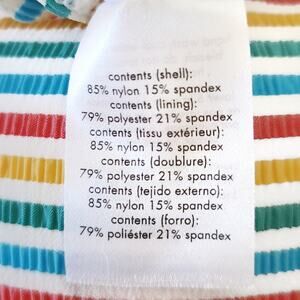 contents (shell):
85% nylon 15% spandex
contents (lining):
79% polyester 21% spandex
contents (tissu extérieur):
85% nylon 15% spandex
contents (doublure):
79% polyester 21% spandex
contents (tejido externo):
85% nylon 15% spandex
contents (forro):
79% poliéster 21% spandex